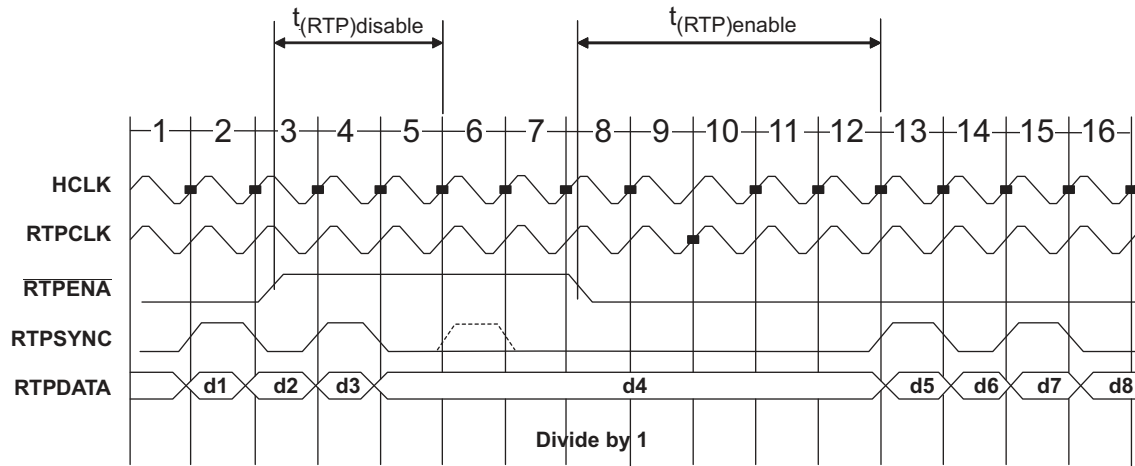 t(RTP)disable t(RTP)enable
1 2 3 4 5 6 7 8 9 10 11 12 13 14 15 16
HCLK
RTPCLK
RTPENA
RTPSYNC
RTPDATA d1 d2 d3 d4 d5 d6 d7 d8
Divide by 1